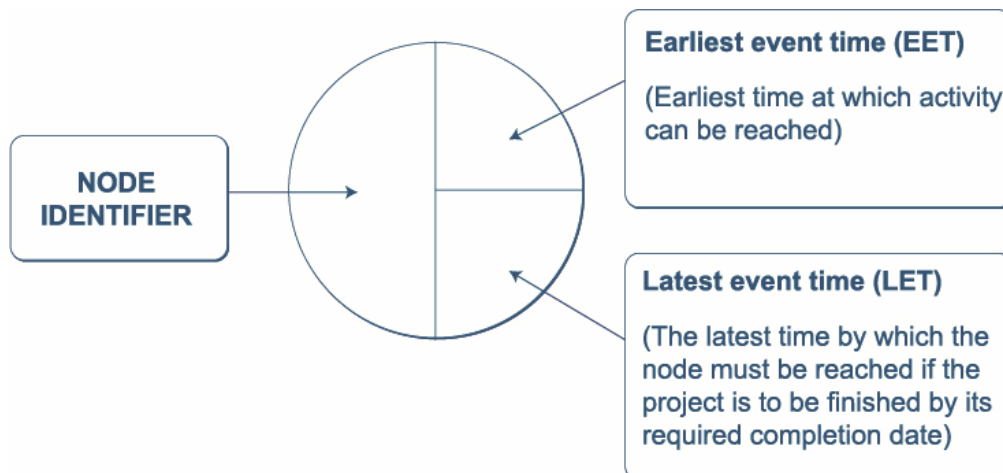 Earliest event time (EET)
(Earliest time at which activity
can be reached)
NODE
IDENTIFIER
Latest event time (LET)
(The latest time by which the
node must be reached if the
project is to be finished by its
required completion date)